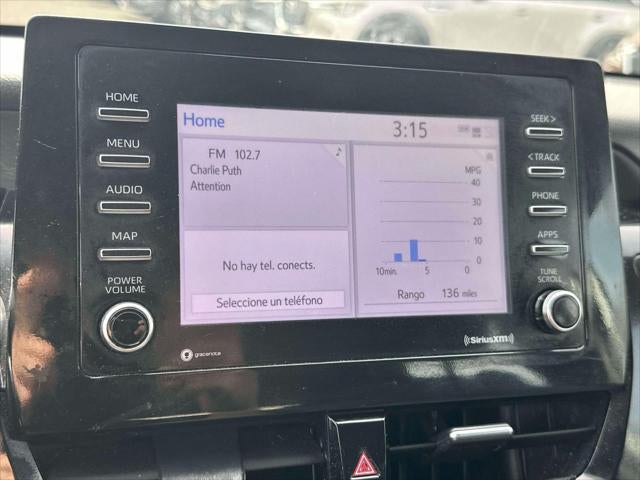 HOME
MENU
AUDIO
MAP
POWER
VOLUME
Home
3:15
FM 102.7
Charlie Puth
Attention
No hay tel. conects.
Seleccione un teléfono
MPG
40
30
20
10
0
10min. 5 0
Rango 136 miles
SEEK >
< TRACK
PHONE
APPS
TUNE
SCROLL
gracenote
((SiriusXM))